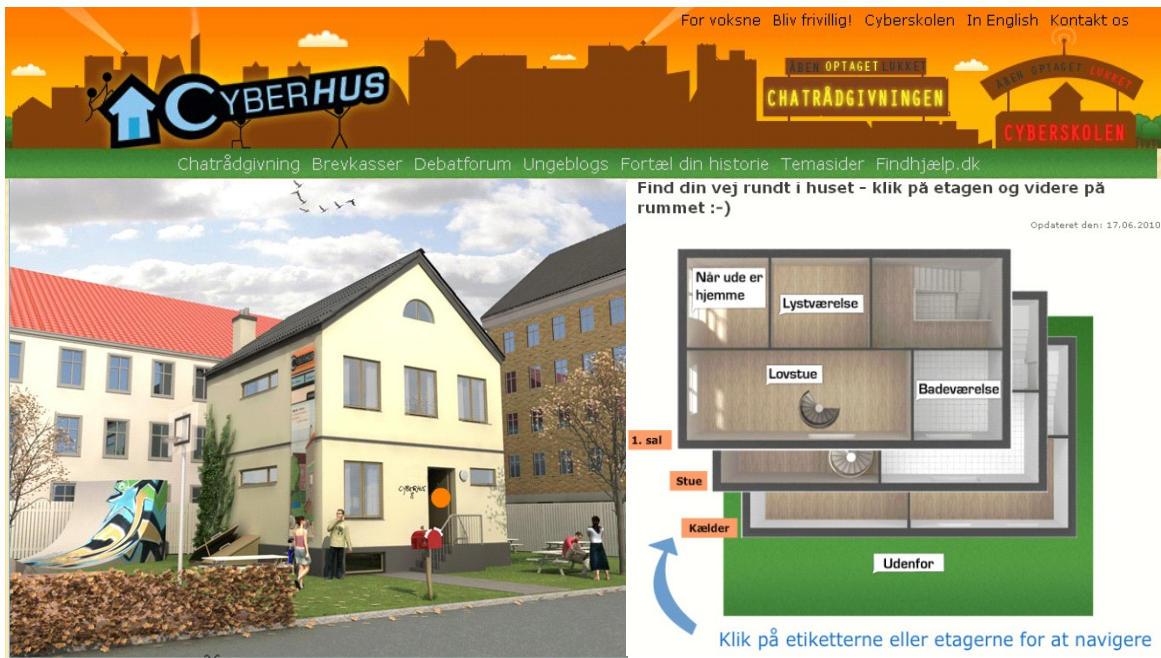 For voksne Bliv frivillig! Cyberskolen In English Kontakt os
CYBERHUS
ÅBEN OPTAGET LUKKET
CHATRÅDGIVNINGEN
ÅBEN OPTAGET LUKKET
CYBERSKOLEN
Chatrådgivning Brevkasser Debatforum Ungeblogs Fortæl din historie Temasider Findhjælp.dk
Find din vej rundt i huset - klik på etagen og videre på
rummet :-)
Opdateret den: 17.06.2010
Når ude er
hjemme
Lystværelse
Lovstue
Badeværelse
1. sal
Stue
Kælder
Udenfor
Klik på etiketterne eller etagerne for at navigere
CYBERHUS